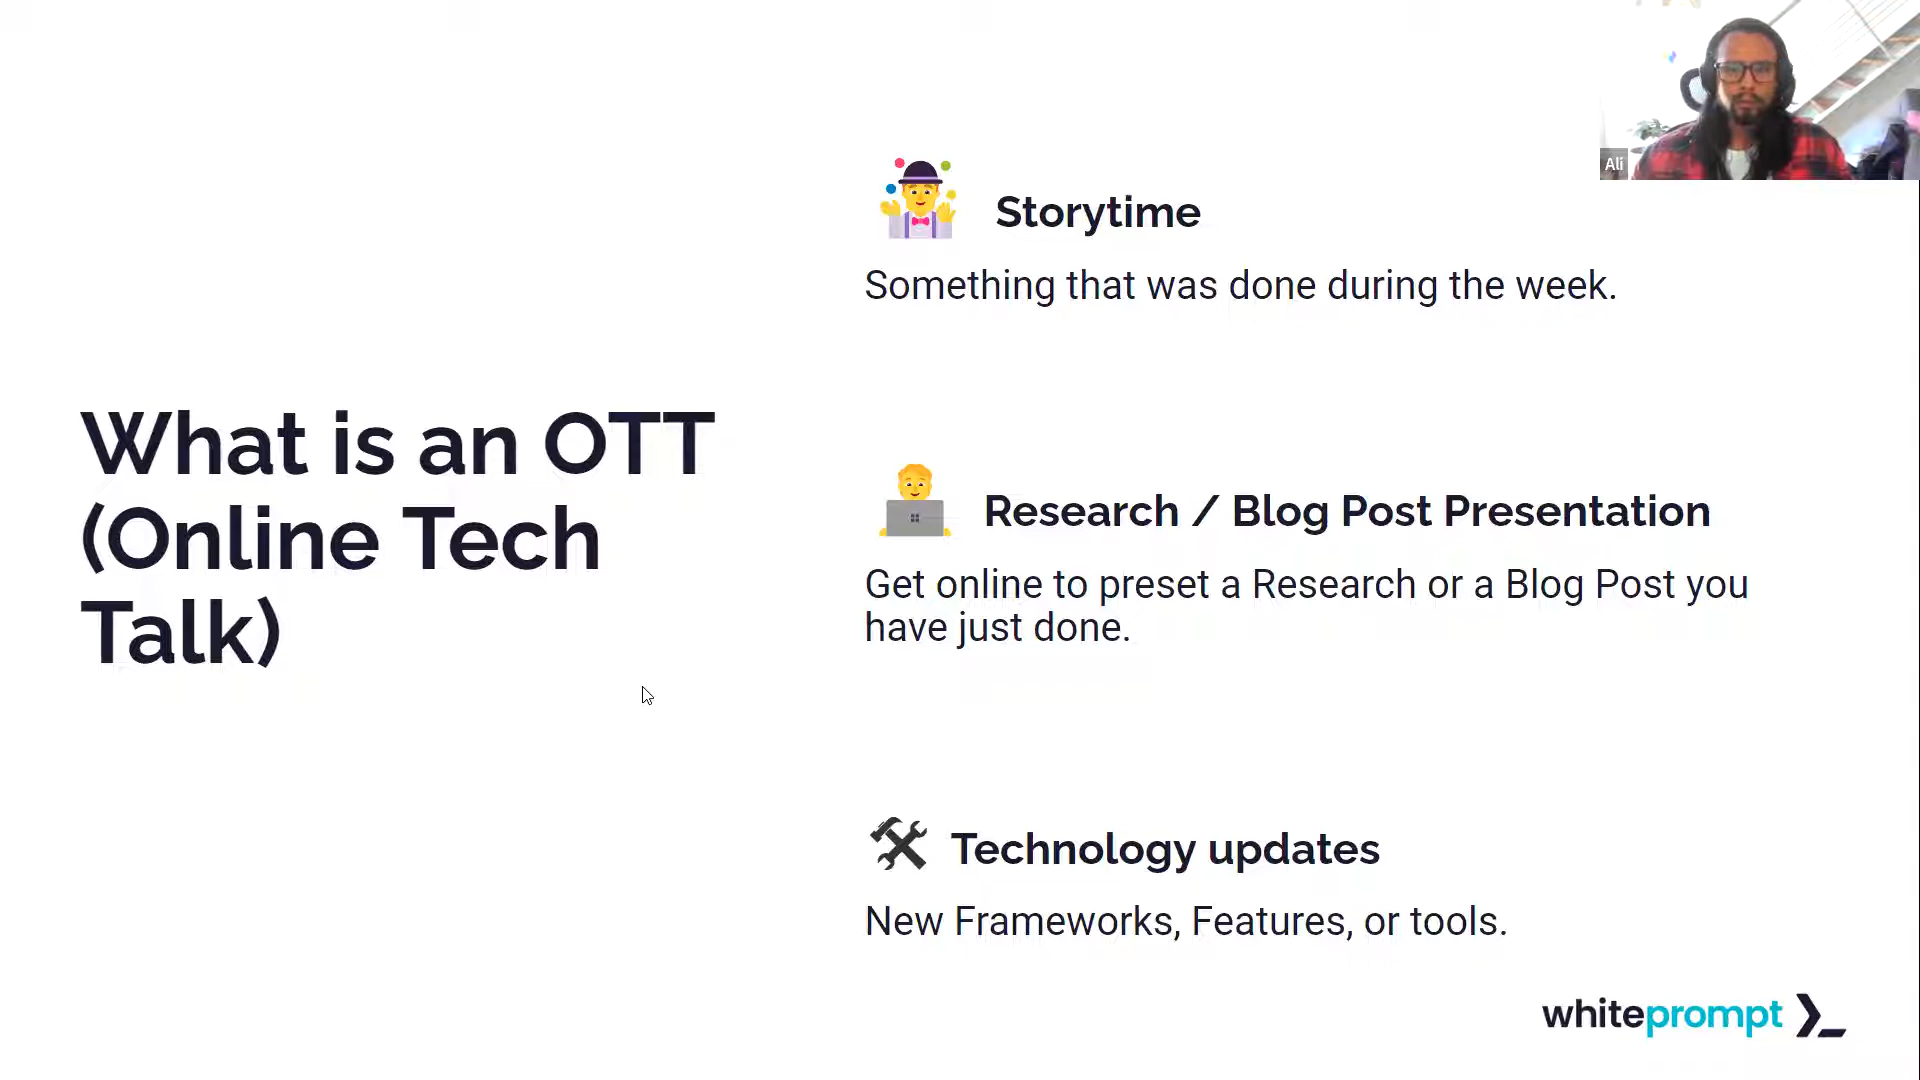 What is an OTT
(Online Tech
Talk)
Storytime
Something that was done during the week.
Research / Blog Post Presentation
Get online to preset a Research or a Blog Post you
have just done.
Technology updates
New Frameworks, Features, or tools.
Ali
whiteprompt